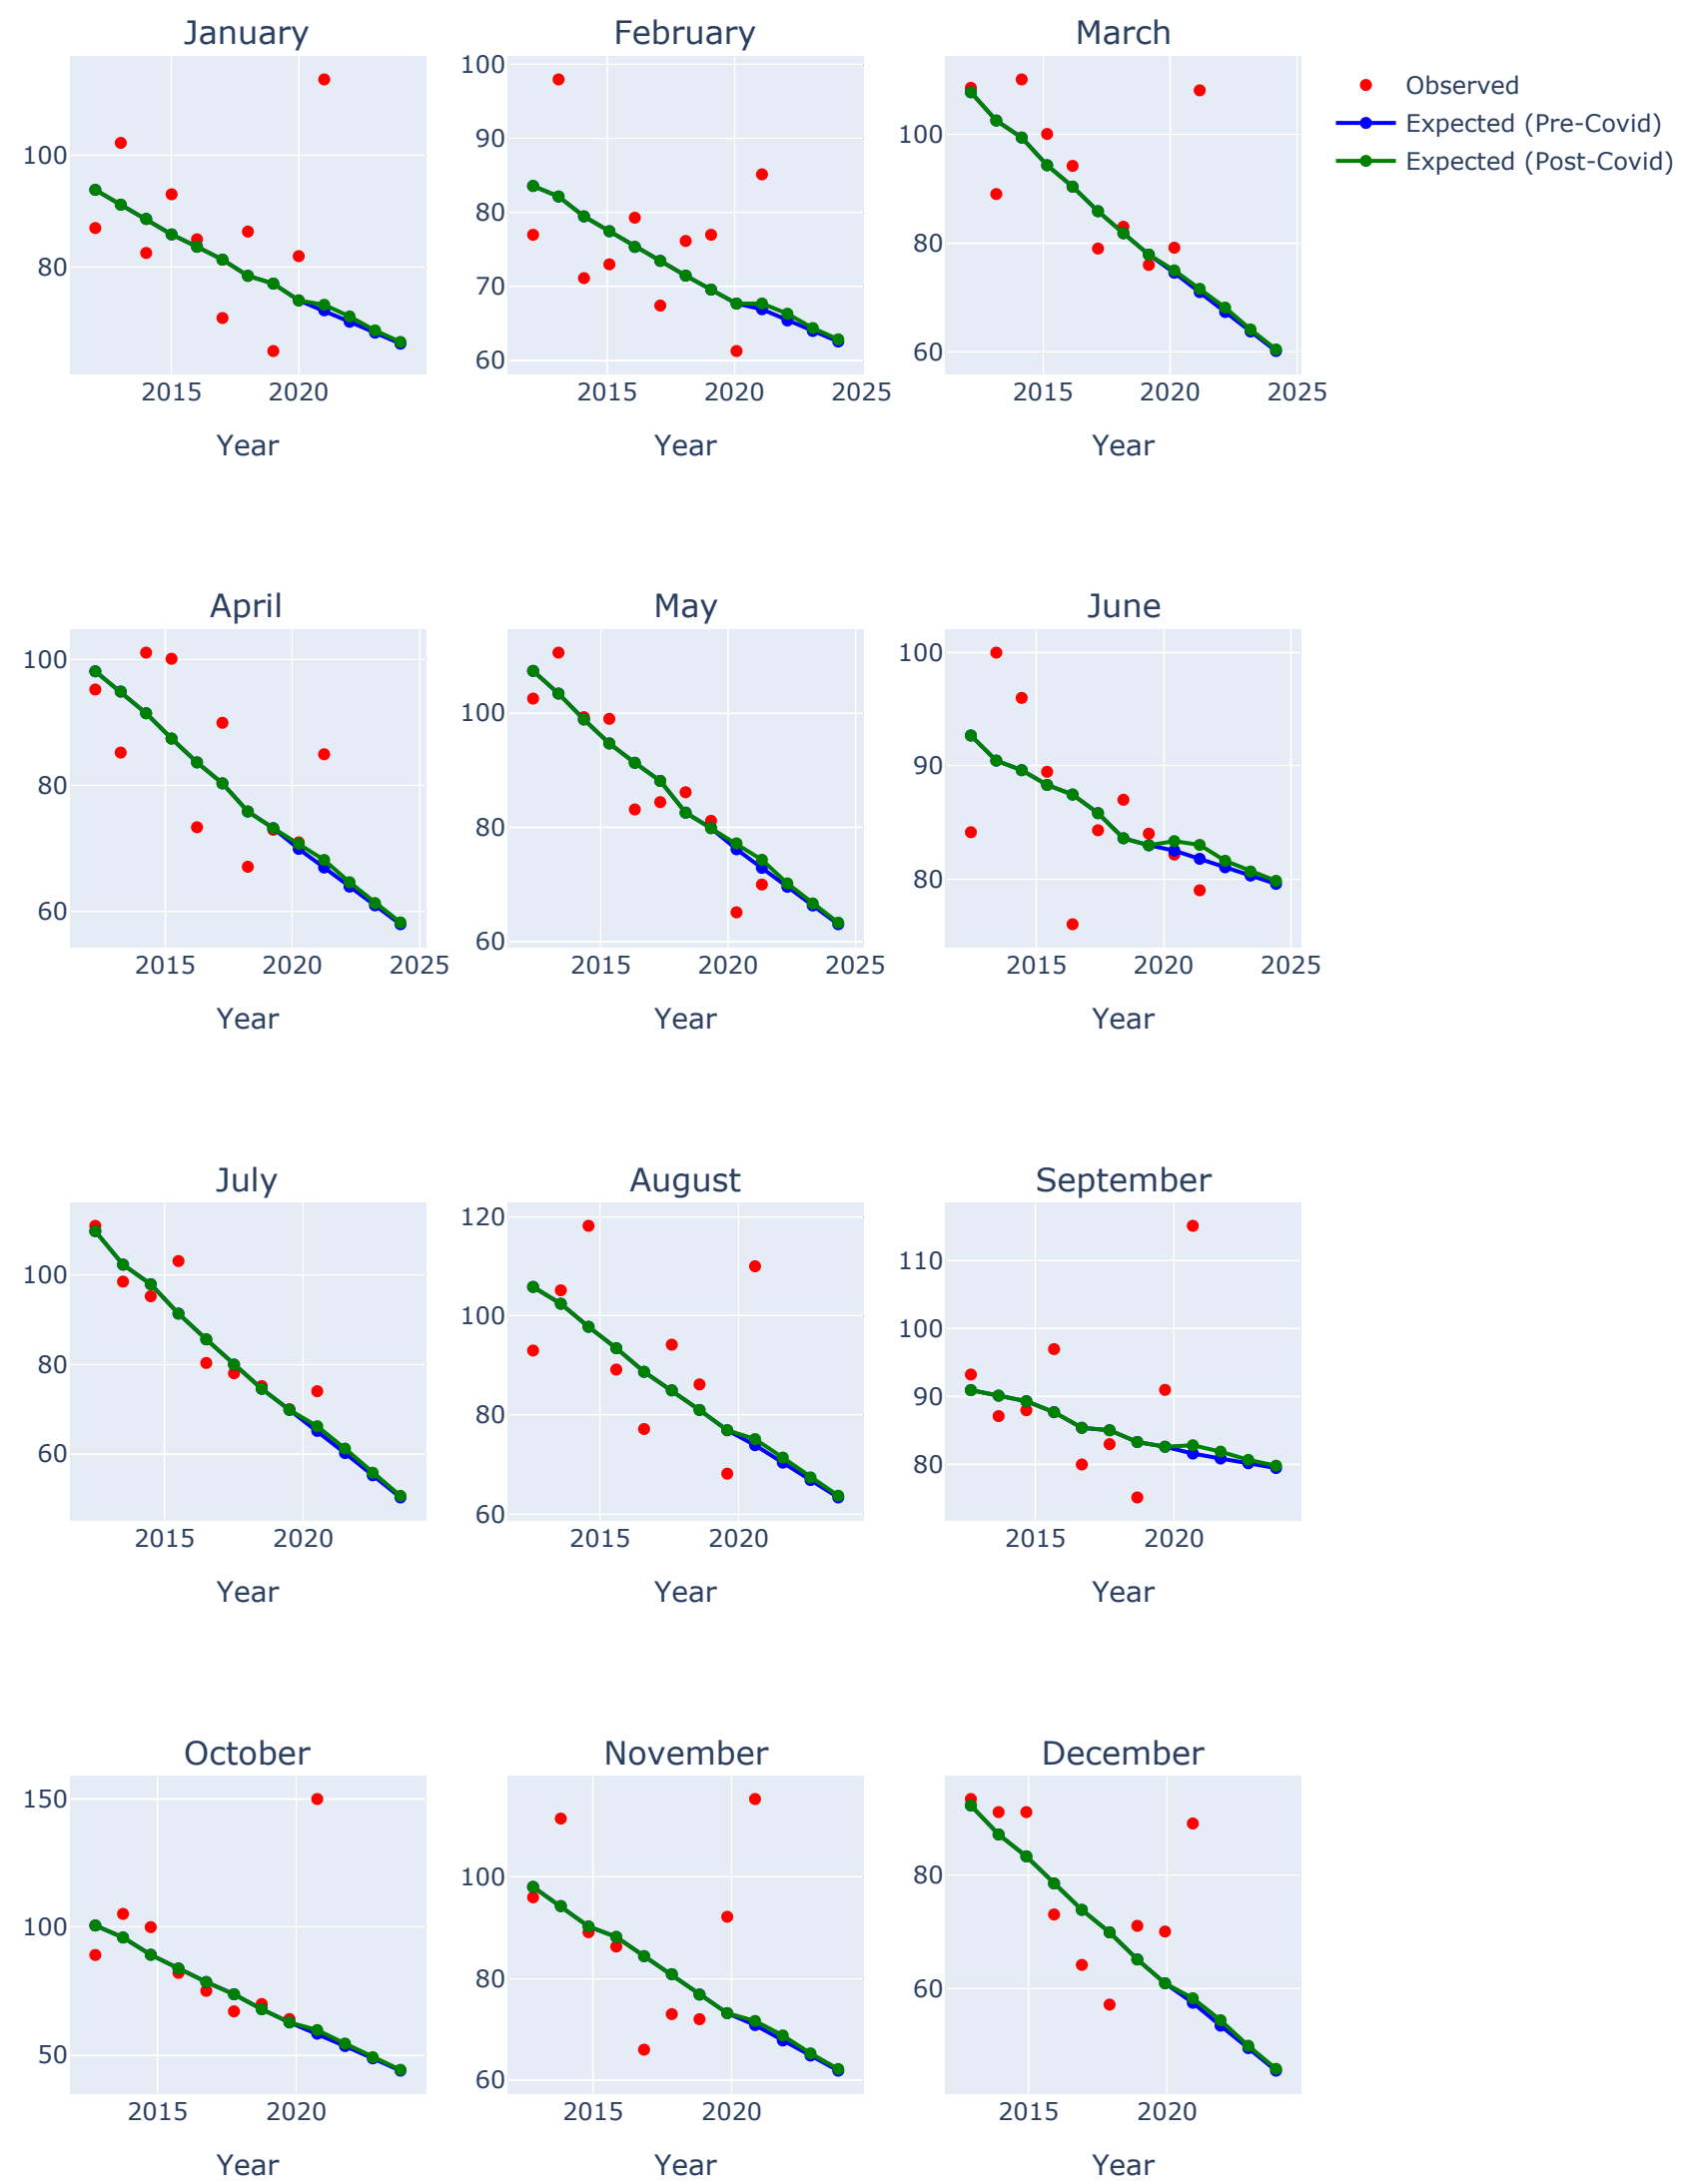 January February March
100
80
2015 2020
Year
100
90
80
70
60
2015 2020 2025
Year
100
80
60
2015 2020 2025
Year
Observed
Expected (Pre-Covid)
Expected (Post-Covid)
April May June
100
80
60
2015 2020 2025
Year
100
80
60
2015 2020 2025
Year
100
90
80
2015 2020 2025
Year
July August September
100
80
60
2015 2020
Year
120
100
80
60
2015 2020
Year
110
100
90
80
2015 2020
Year
October November December
150
100
50
2015 2020
Year
100
80
60
2015 2020
Year
80
60
2015 2020
Year